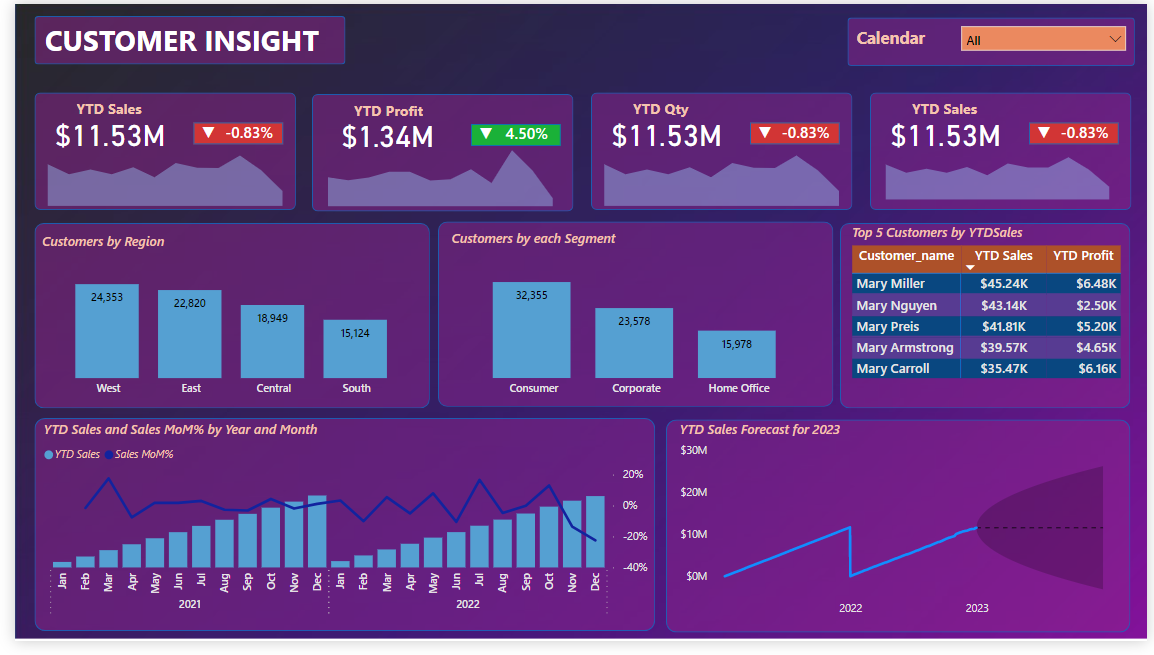 CUSTOMER INSIGHT
Calendar
All
YTD Sales
$11.53M
▼ -0.83%
YTD Profit
$1.34M
▼ 4.50%
YTD Qty
$11.53M
▼ -0.83%
YTD Sales
$11.53M
▼ -0.83%
Customers by Region
24,353
22,820
18,949
15,124
West East Central South
Customers by each Segment
32,355
23,578
15,978
Consumer Corporate Home Office
Top 5 Customers by YTDSales
Customer_name YTD Sales YTD Profit
Mary Miller $45.24K $6.48K
Mary Nguyen $43.14K $2.50K
Mary Preis $41.81K $5.20K
Mary Armstrong $39.57K $4.65K
Mary Carroll $35.47K $6.16K
YTD Sales and Sales MoM% by Year and Month
YTD Sales Sales MoM%
20%
0%
-20%
-40%
Jan Feb Mar Apr May Jun Jul Aug Sep Oct Nov Dec Jan Feb Mar Apr May Jun Jul Aug Sep Oct Nov Dec
2021 2022
YTD Sales Forecast for 2023
$30M
$20M
$10M
$0M
2022 2023